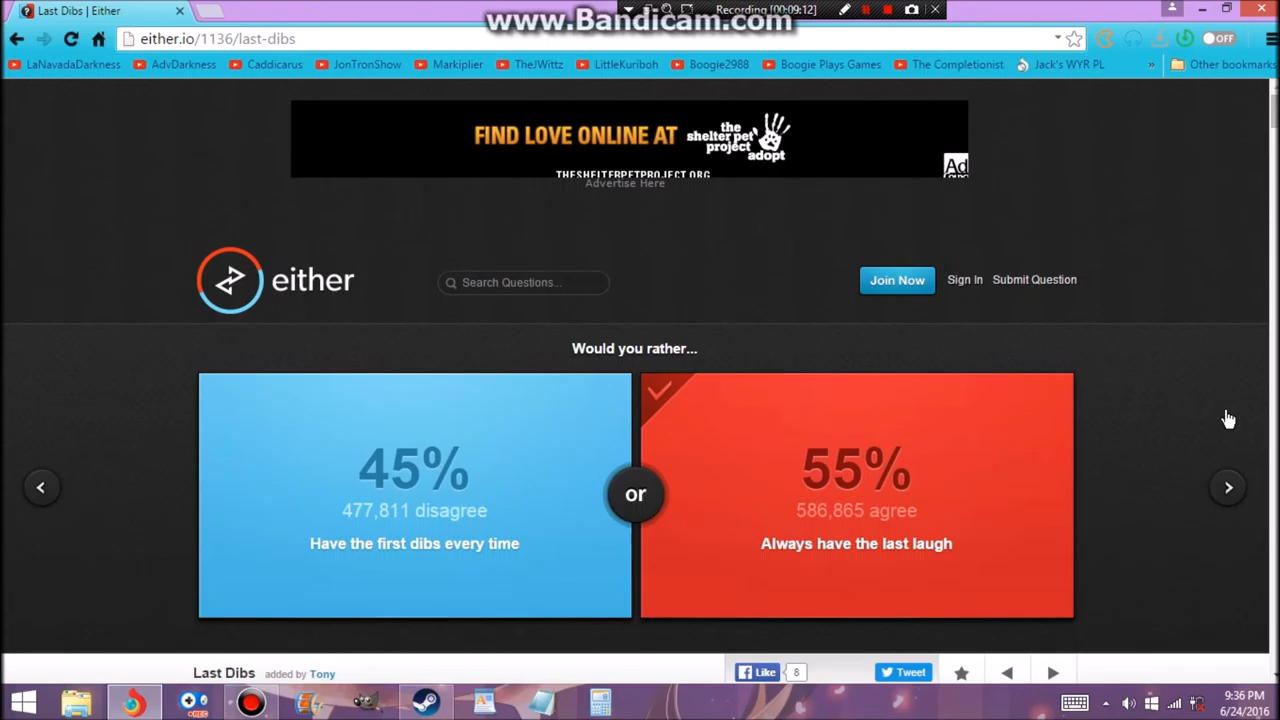 Last Dibs | Either
Recording [00:09:12]
www.Bandicam.com
either.io/1136/last-dibs
OFF
LaNavadaDarkness
AdvDarkness
Caddicarus
JonTronShow
Markiplier
TheJWittz
LittleKuriboh
Boogie2988
Boogie Plays Games
The Completionist
Jack's WYR PL
»
Other bookmarks
FIND LOVE ONLINE AT
the
shelter pet
project
adopt
THESHELTERPETPROJECT.ORG
Ad
Advertise Here
either
Search Questions...
Join Now
Sign In
Submit Question
Would you rather...
45%
477,811 disagree
Have the first dibs every time
or
55%
586,865 agree
Always have the last laugh
Last Dibs added by Tony
Like
8
Tweet
REC
9:36 PM
6/24/2016